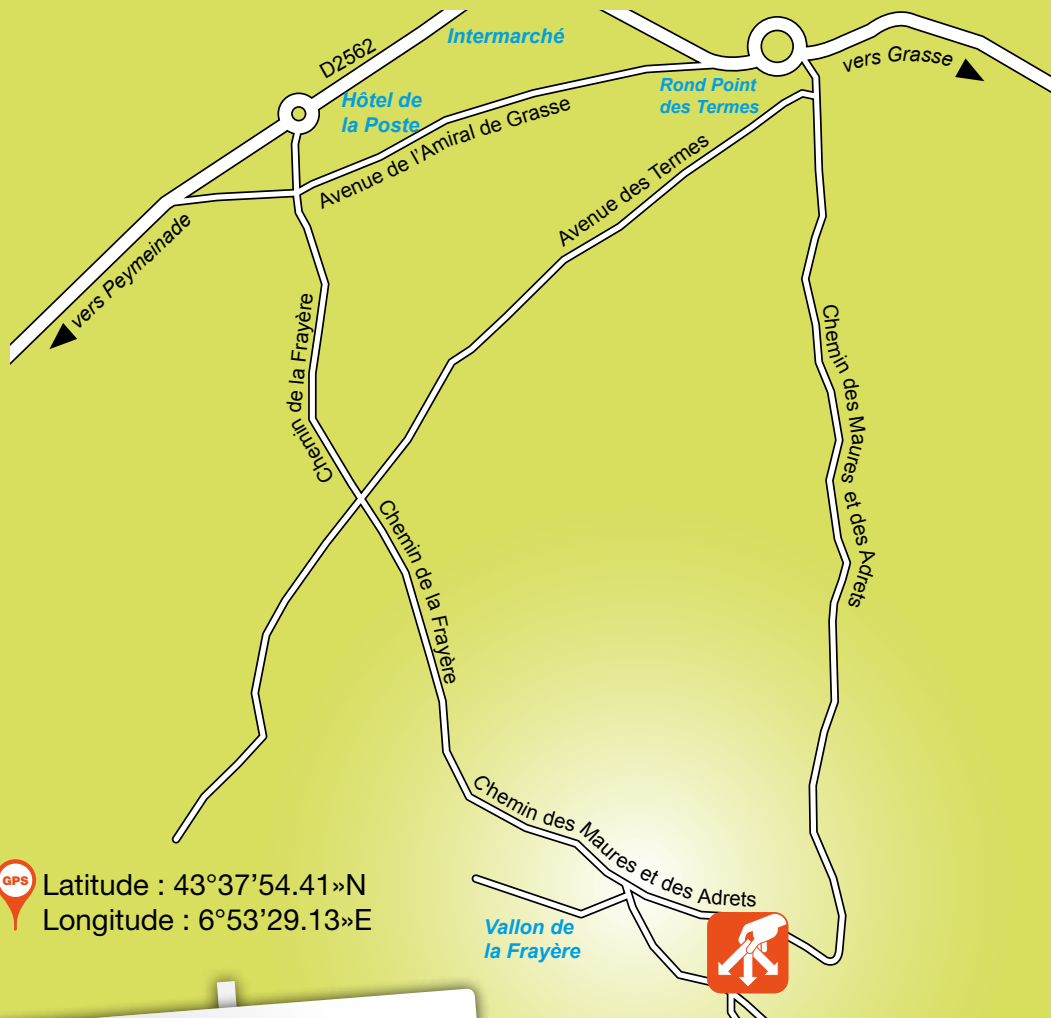 Intermarché
D2562
vers Grasse
Rond Point
des Termes
Hôtel de
la Poste
Avenue de l'Amiral de Grasse
Avenue des Termes
vers Peymeinade
Chemin de la Frayère
Chemin des Maures et des Adrets
Chemin de la Frayère
Chemin des Maures et des Adrets
GPS
Latitude : 43°37'54.41»N
Longitude : 6°53'29.13»E
Vallon de
la Frayère